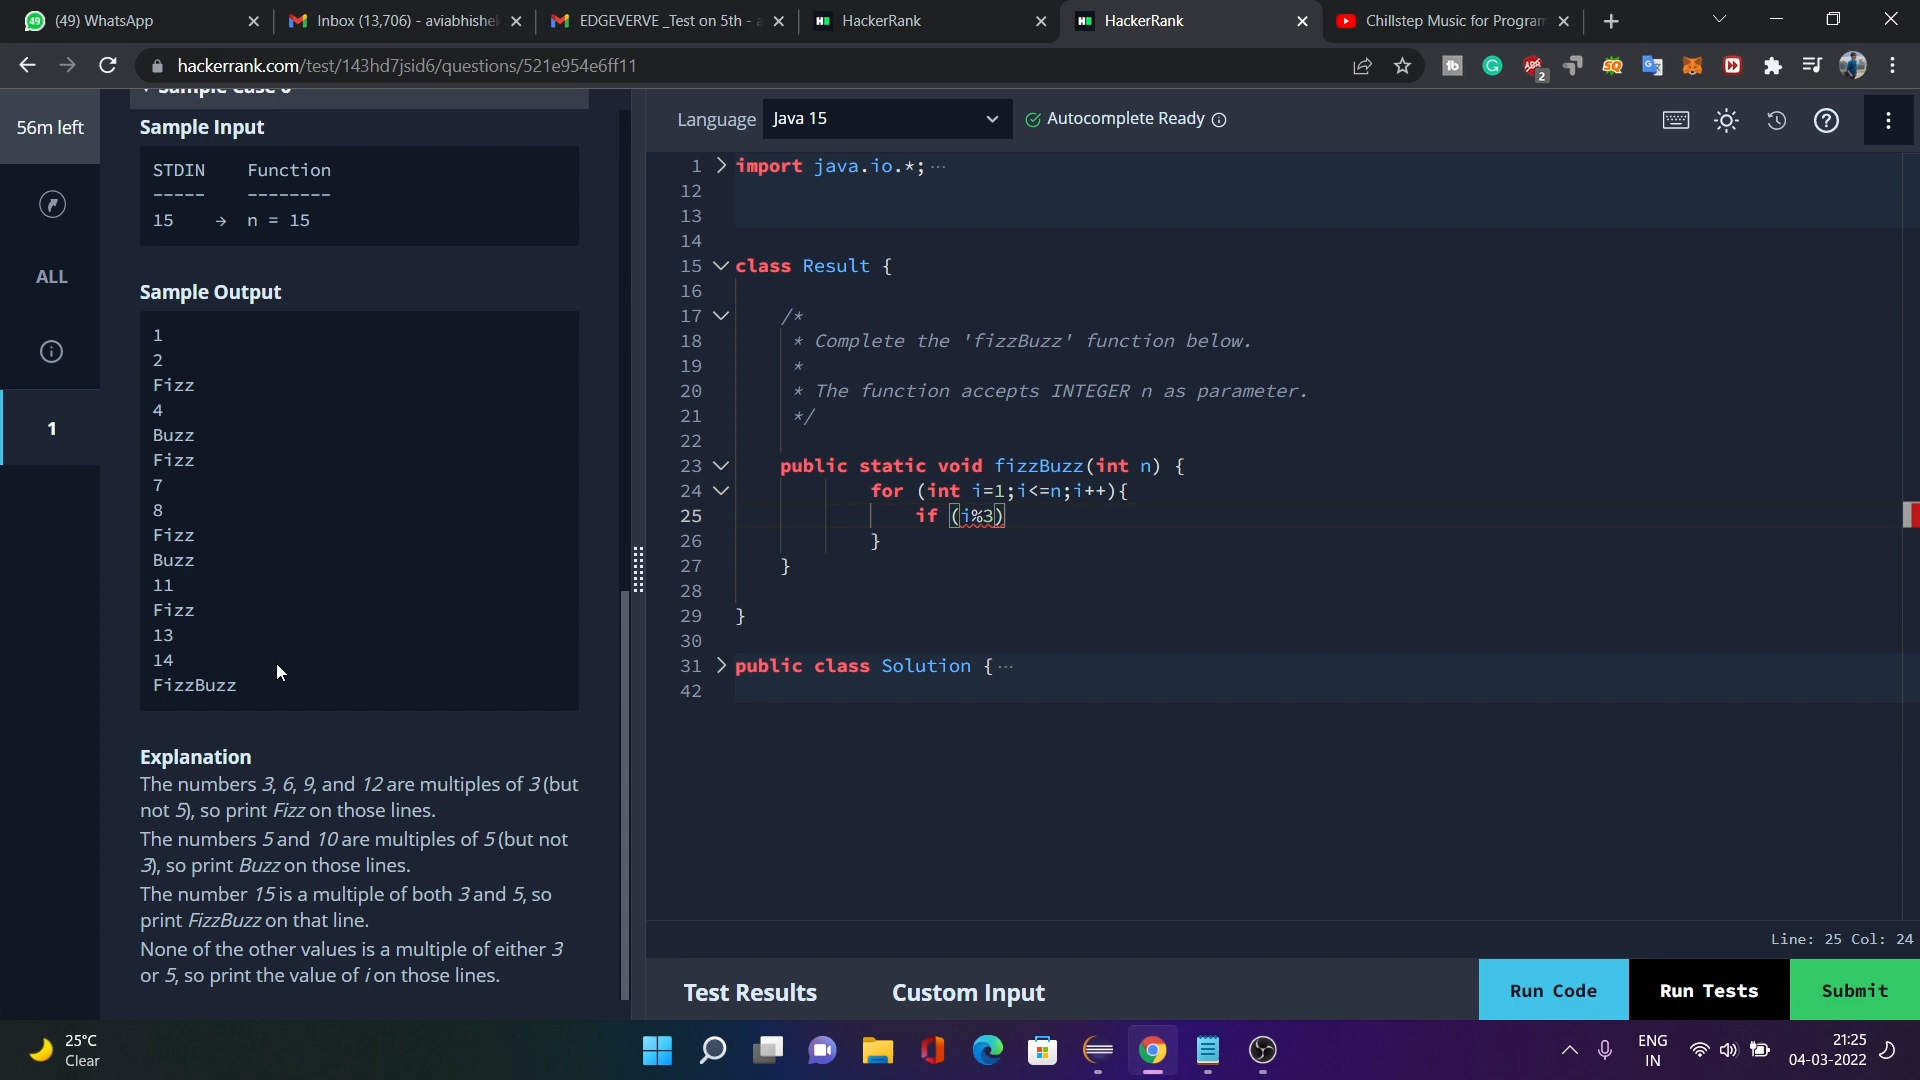 49
(49) WhatsApp
Inbox (13,706) - aviabhishek
EDGEVERVE _Test on 5th - a
HackerRank
HackerRank
Chillstep Music for Program
hackerrank.com/test/143hd7jsid6/questions/521e954e6ff11
2
56m left
ALL
1
Sample Case 0
Sample Input
STDIN Function
----- --------
15 → n = 15
Sample Output
1
2
Fizz
4
Buzz
Fizz
7
8
Fizz
Buzz
11
Fizz
13
14
FizzBuzz
Explanation
The numbers 3, 6, 9, and 12 are multiples of 3 (but
not 5), so print Fizz on those lines.
The numbers 5 and 10 are multiples of 5 (but not
3), so print Buzz on those lines.
The number 15 is a multiple of both 3 and 5, so
print FizzBuzz on that line.
None of the other values is a multiple of either 3
or 5, so print the value of i on those lines.
Language Java 15 Autocomplete Ready
1 import java.io.*; ...
12
13
14
15 class Result {
16
17 /*
18 * Complete the 'fizzBuzz' function below.
19 *
20 * The function accepts INTEGER n as parameter.
21 */
22
23 public static void fizzBuzz(int n) {
24 for (int i=1;i<=n;i++){
25 if (i%3)
26 }
27 }
28
29 }
30
31 public class Solution { ...
42
Line: 25 Col: 24
Test Results Custom Input Run Code Run Tests Submit
25°C
Clear
ENG
IN
21:25
04-03-2022